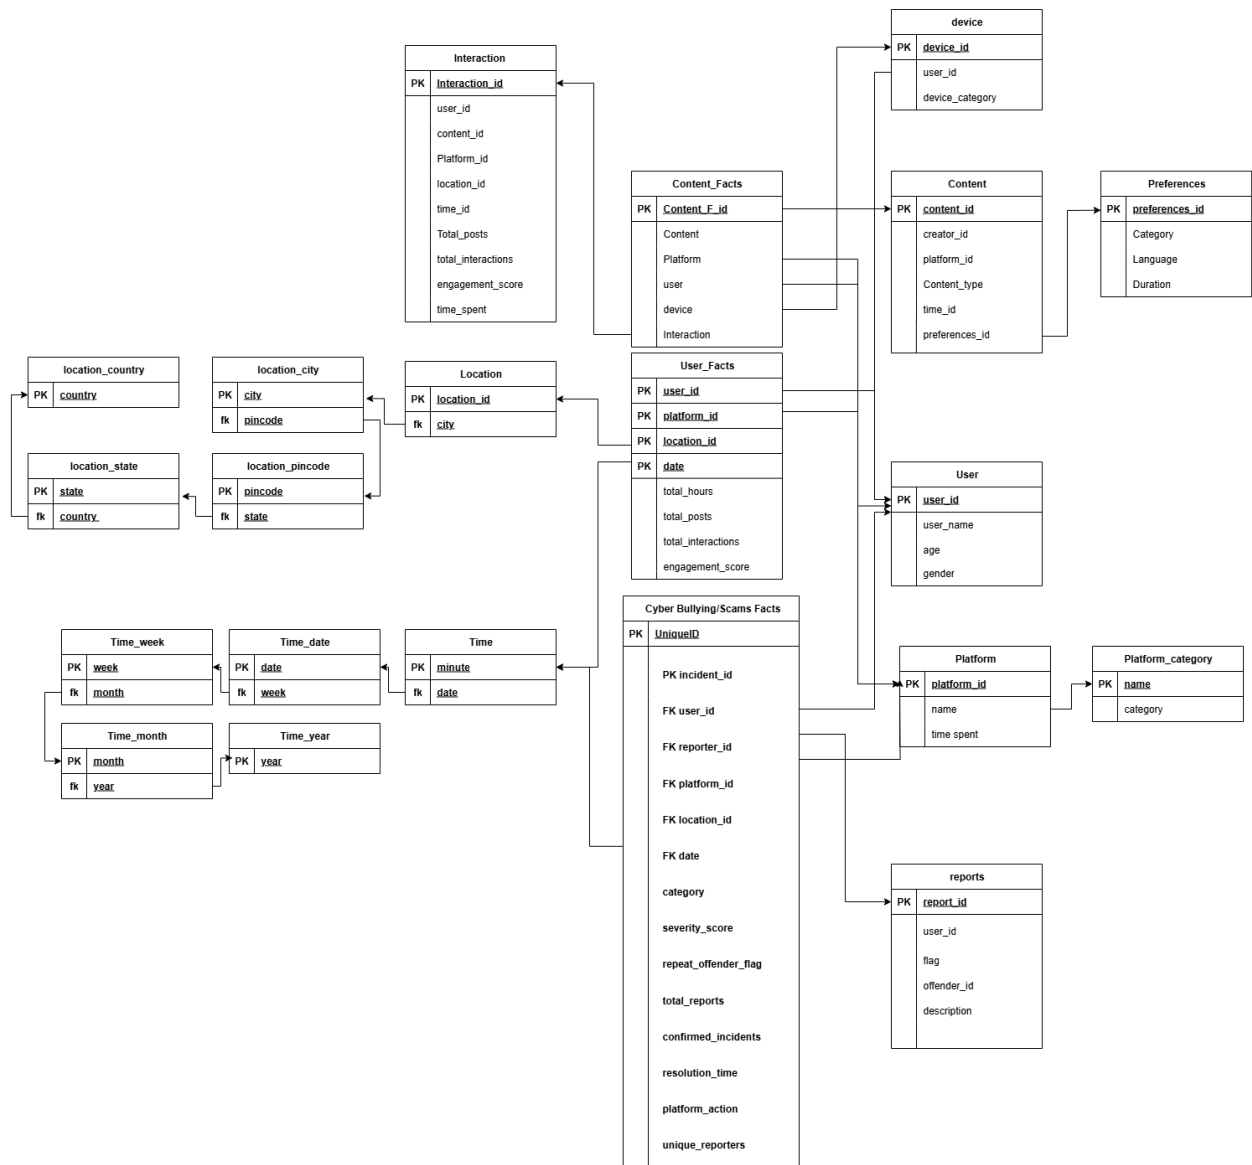 device
PK device_id
user_id
device_category
Interaction
PK Interaction_id
user_id
content_id
Platform_id
location_id
time_id
Total_posts
total_interactions
engagement_score
time_spent
Content_Facts
PK Content_F_id
Content
Platform
user
device
Interaction
Content
PK content_id
creator_id
platform_id
Content_type
time_id
preferences_id
Preferences
PK preferences_id
Category
Language
Duration
location_country
PK country
location_city
PK city
fk pincode
Location
PK location_id
fk city
User_Facts
PK user_id
PK platform_id
PK location_id
PK date
total_hours
total_posts
total_interactions
engagement_score
location_state
PK state
fk country
location_pincode
PK pincode
fk state
User
PK user_id
user_name
age
gender
Cyber Bullying/Scams Facts
PK UniqueID
PK incident_id
FK user_id
FK reporter_id
FK platform_id
FK location_id
FK date
category
severity_score
repeat_offender_flag
total_reports
confirmed_incidents
resolution_time
platform_action
unique_reporters
Time_week
PK week
fk month
Time_date
PK date
fk week
Time
PK minute
fk date
Time_month
PK month
fk year
Time_year
PK year
Platform
PK platform_id
name
time spent
Platform_category
PK name
category
reports
PK report_id
user_id
flag
offender_id
description